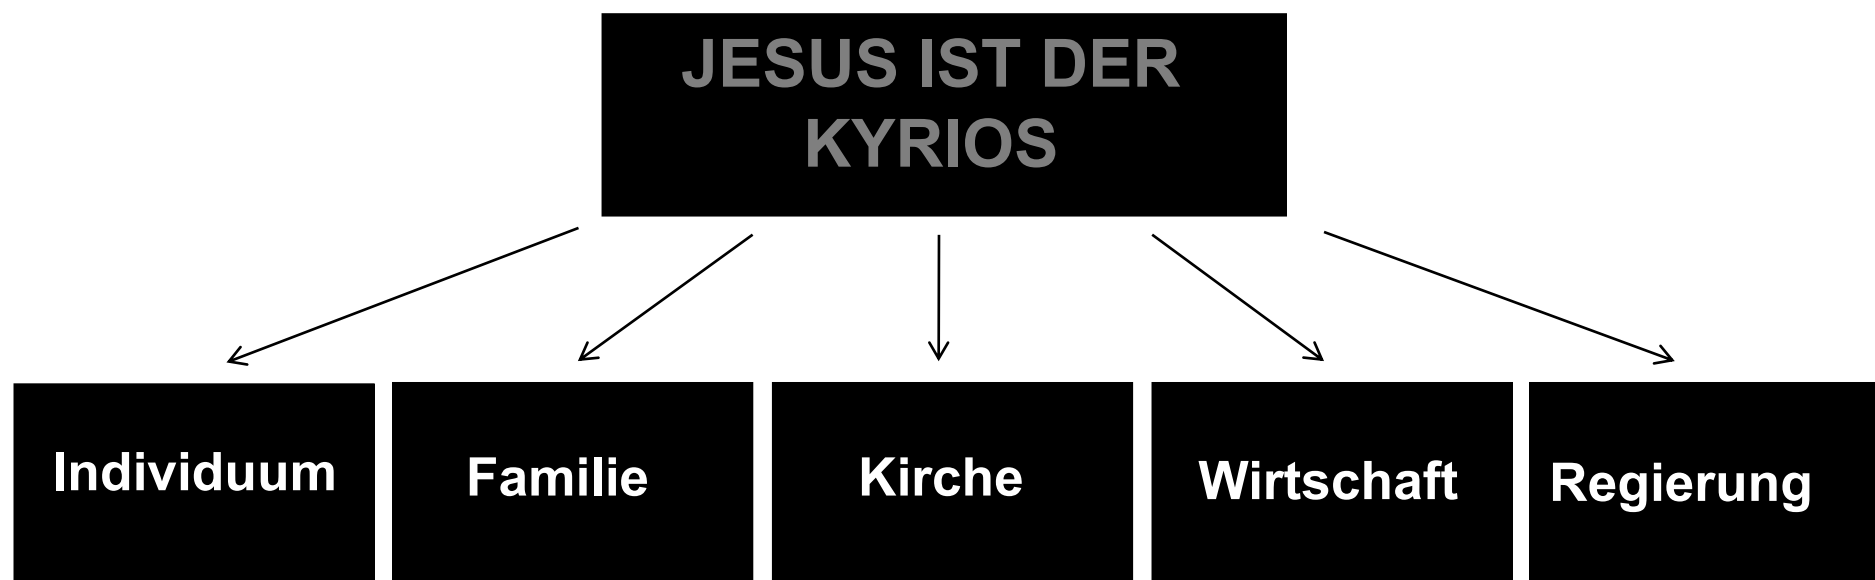 JESUS IST DER
KYRIOS
Individuum
Familie
Kirche
Wirtschaft
Regierung